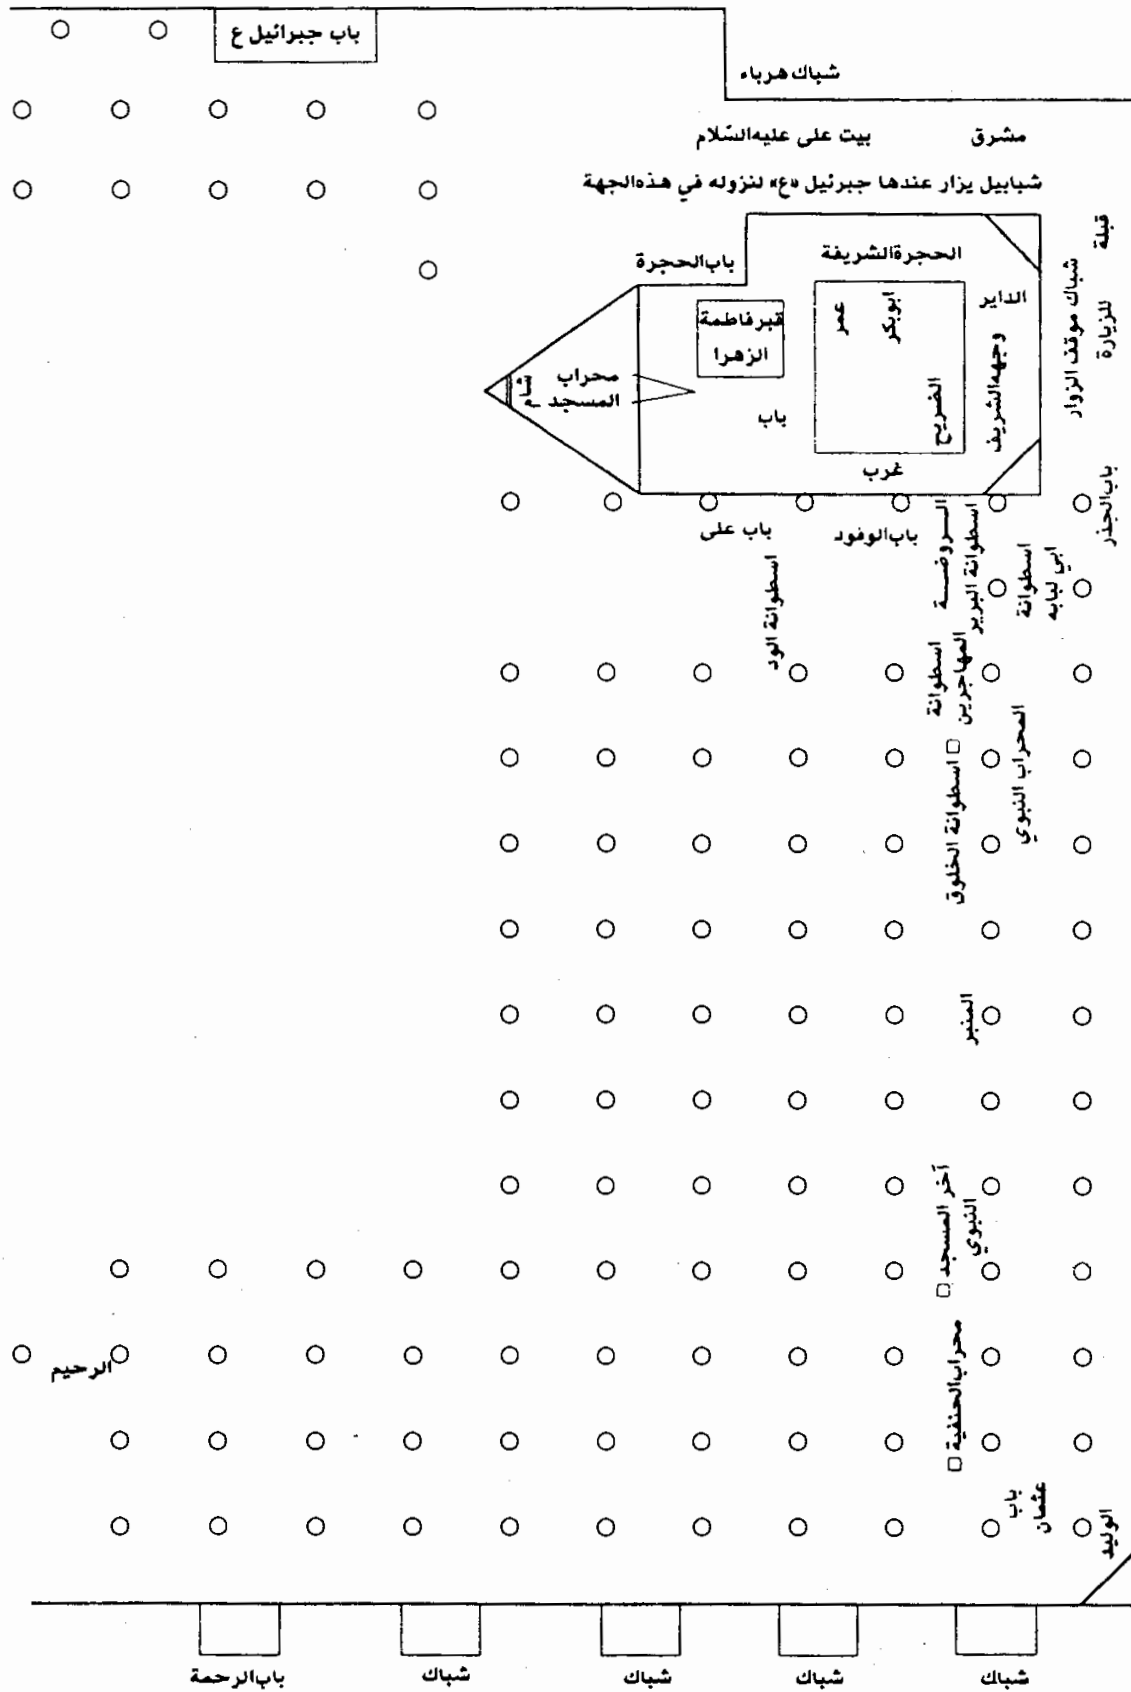 باب جبرائيل ع
شباك هرباء
مشرق
بيت على عليه السّلام
شبابيل يزار عندها جبرئيل «ع» لنزوله في هذه الجهة
قبلة
شباك موقف الزوار
للزيارة
الحجرة الشريفة
باب الحجرة
الداير
وجهه الشريف
ابوبكر
عمر
الضريح
قبر فاطمة
الزهرا
محراب
المسجد
شام
باب
غرب
باب الجذر
باب على
باب الوفود
الروضة
اسطوانة البرير
اسطوانة
ابي لبابه
اسطوانة الود
اسطوانة
المهاجرين
المحراب النبوي
اسطوانة الخلوق
المنبر
آخر المسجد
النبوي
الرحيم
محراب الحنفية
باب
عثمان
الوليد
باب الرحمة
شباك
شباك
شباك
شباك